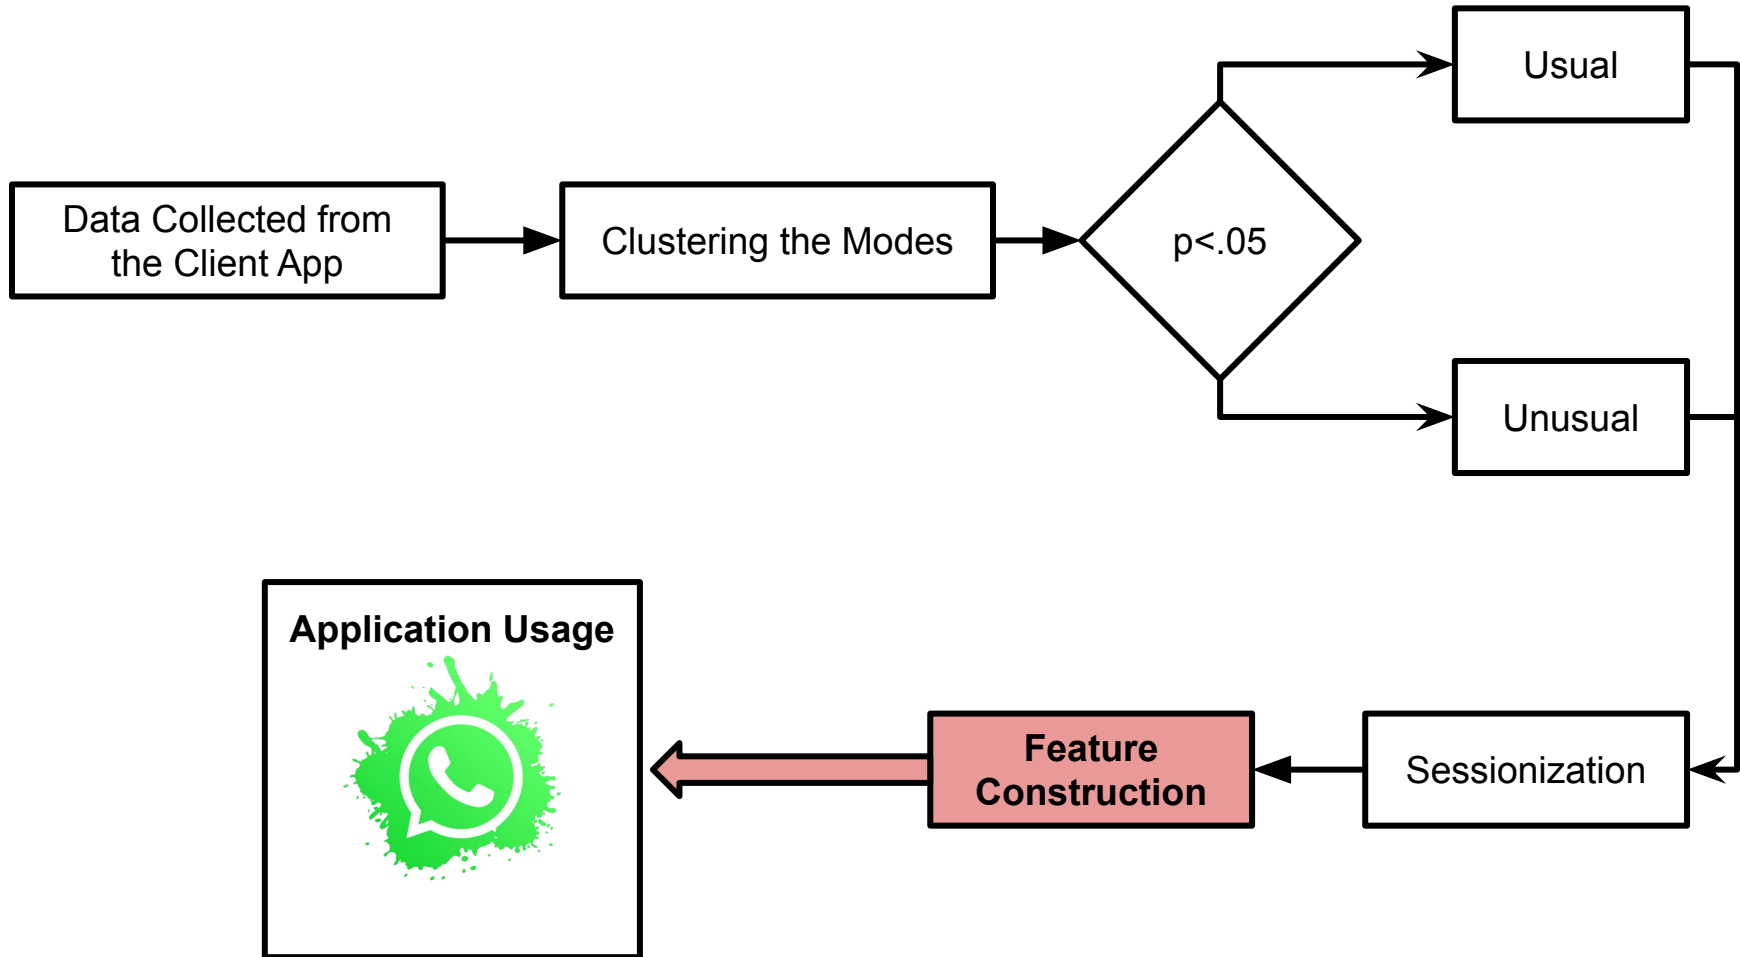 Data Collected from
the Client App
Clustering the Modes
p<.05
Usual
Unusual
Sessionization
Feature
Construction
Application Usage